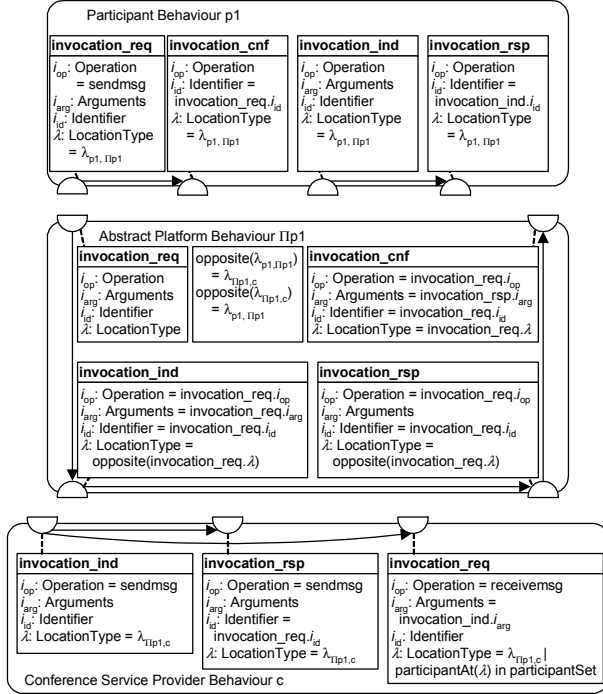 Participant Behaviour p1
invocation_req
iop: Operation
= sendmsg
iarg: Arguments
iid: Identifier
λ: LocationType
= λp1, Πp1
invocation_cnf
iop: Operation
iid: Identifier =
invocation_req.iid
λ: LocationType
= λp1, Πp1
invocation_ind
iop: Operation
iarg: Arguments
iid: Identifier
λ: LocationType
= λp1, Πp1
invocation_rsp
iop: Operation
iid: Identifier =
invocation_ind.iid
λ: LocationType
= λp1, Πp1
Abstract Platform Behaviour Πp1
invocation_req
iop: Operation
iarg: Arguments
iid: Identifier
λ: LocationType
opposite(λp1,Πp1)
= λΠp1,c
opposite(λΠp1,c)
= λp1, Πp1
invocation_cnf
iop: Operation = invocation_req.iop
iarg: Arguments = invocation_rsp.iarg
iid: Identifier = invocation_req.iid
λ: LocationType = invocation_req.λ
invocation_ind
iop: Operation = invocation_req.iop
iarg: Arguments = invocation_req.iarg
iid: Identifier = invocation_req.iid
λ: LocationType =
opposite(invocation_req.λ)
invocation_rsp
iop: Operation = invocation_req.iop
iarg: Arguments
iid: Identifier = invocation_req.iid
λ: LocationType =
opposite(invocation_req.λ)
invocation_ind
iop: Operation = sendmsg
iarg: Arguments
iid: Identifier
λ: LocationType = λΠp1,c
invocation_rsp
iop: Operation = sendmsg
iarg: Arguments
iid: Identifier =
invocation_req.iid
λ: LocationType = λΠp1,c
invocation_req
iop: Operation = receivemsg
iarg: Arguments =
invocation_ind.iarg
iid: Identifier
λ: LocationType = λΠp1,c |
participantAt(λ) in participantSet
Conference Service Provider Behaviour c